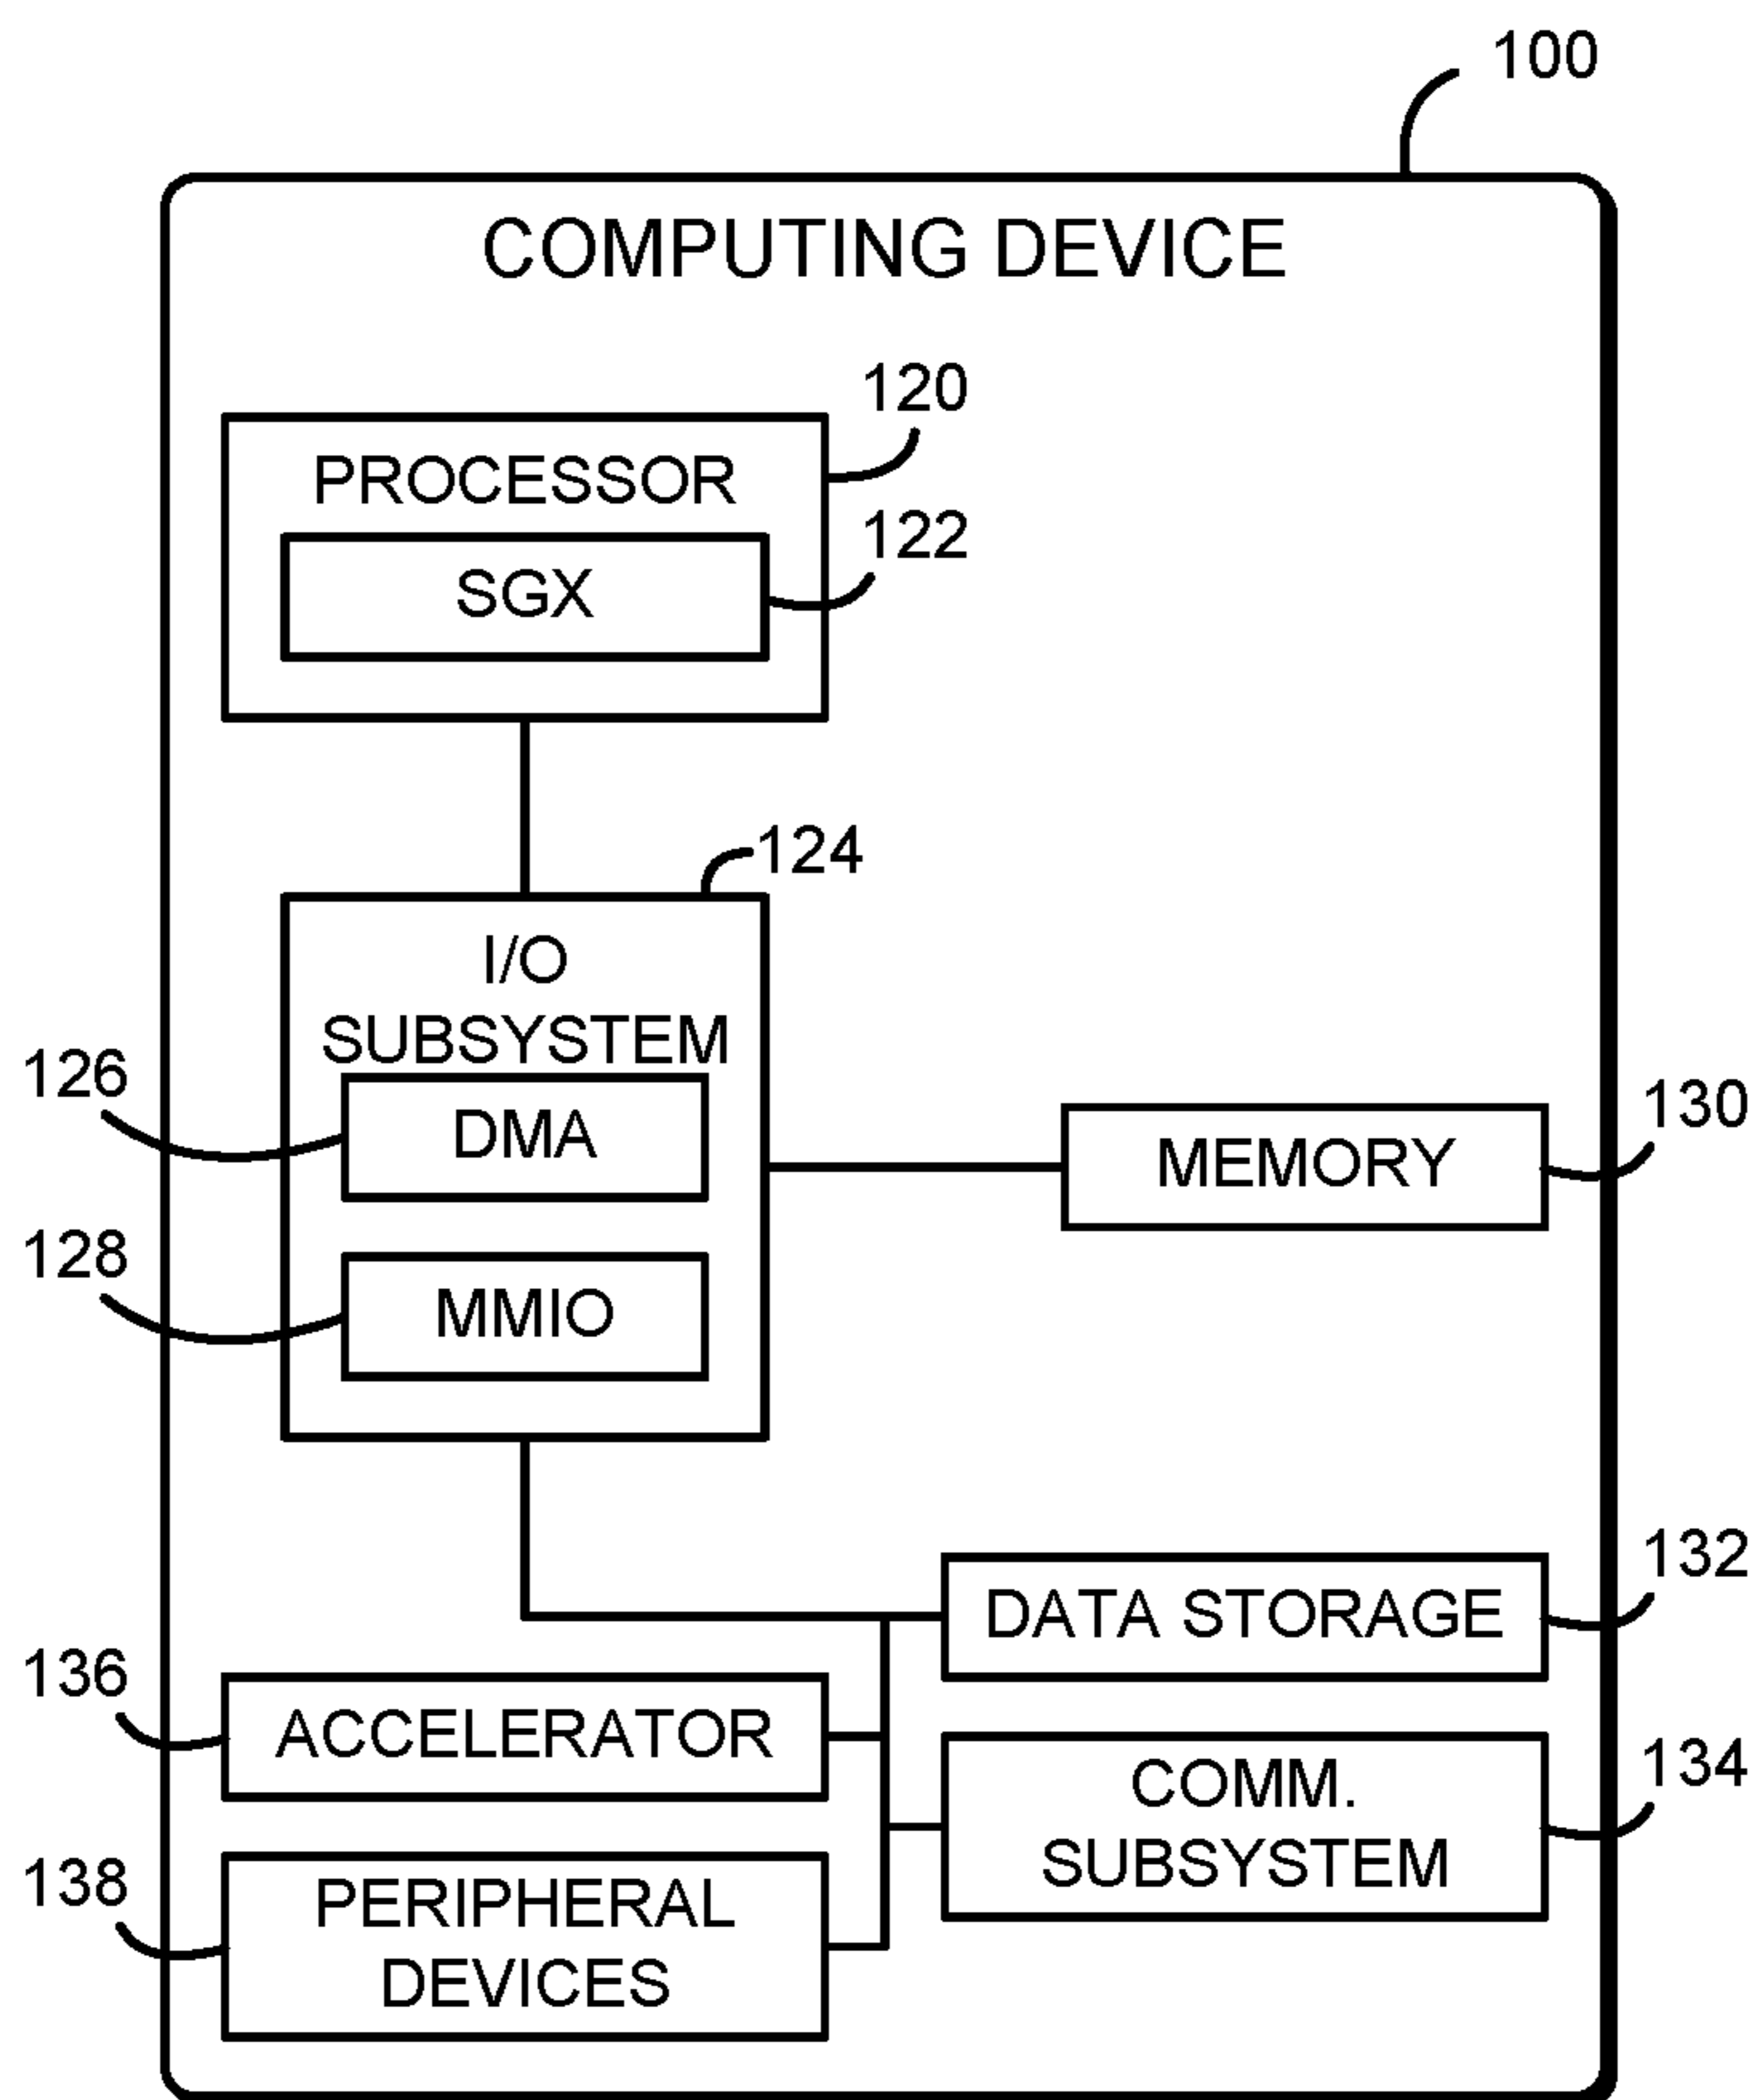 100
COMPUTING DEVICE
120
PROCESSOR
122
SGX
124
I/O
SUBSYSTEM
126
DMA
130
MEMORY
128
MMIO
132
DATA STORAGE
136
ACCELERATOR
134
COMM.
SUBSYSTEM
138
PERIPHERAL
DEVICES